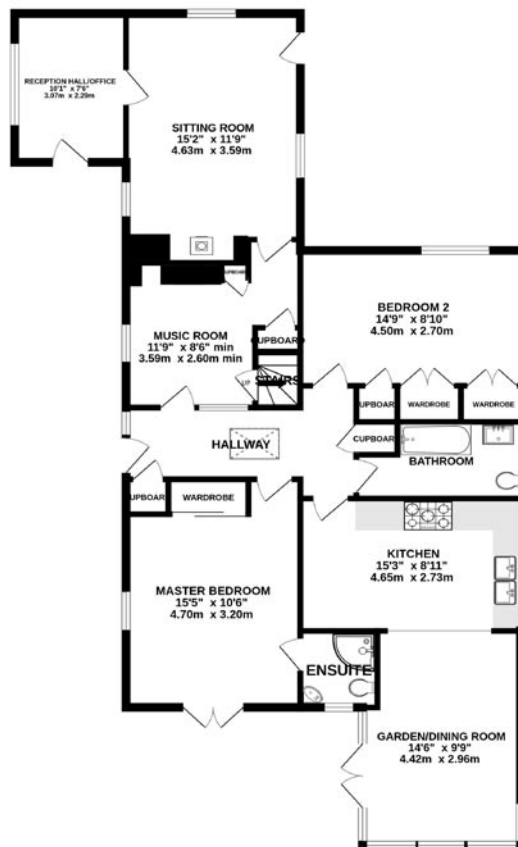 RECEPTION HALL/OFFICE
10'1" x 7'6"
3.07m x 2.29m
SITTING ROOM
15'2" x 11'9"
4.63m x 3.59m
UPBOARD
MUSIC ROOM
11'9" x 8'6" min
3.59m x 2.60m min
CUPBOARD
UP
STAIRS
BEDROOM 2
14'9" x 8'10"
4.50m x 2.70m
UPBOAR
WARDROBE
WARDROBE
HALLWAY
CUPBOAR
BATHROOM
UPBOAR
WARDROBE
KITCHEN
15'3" x 8'11"
4.65m x 2.73m
MASTER BEDROOM
15'5" x 10'6"
4.70m x 3.20m
ENSUITE
GARDEN/DINING ROOM
14'6" x 9'9"
4.42m x 2.96m